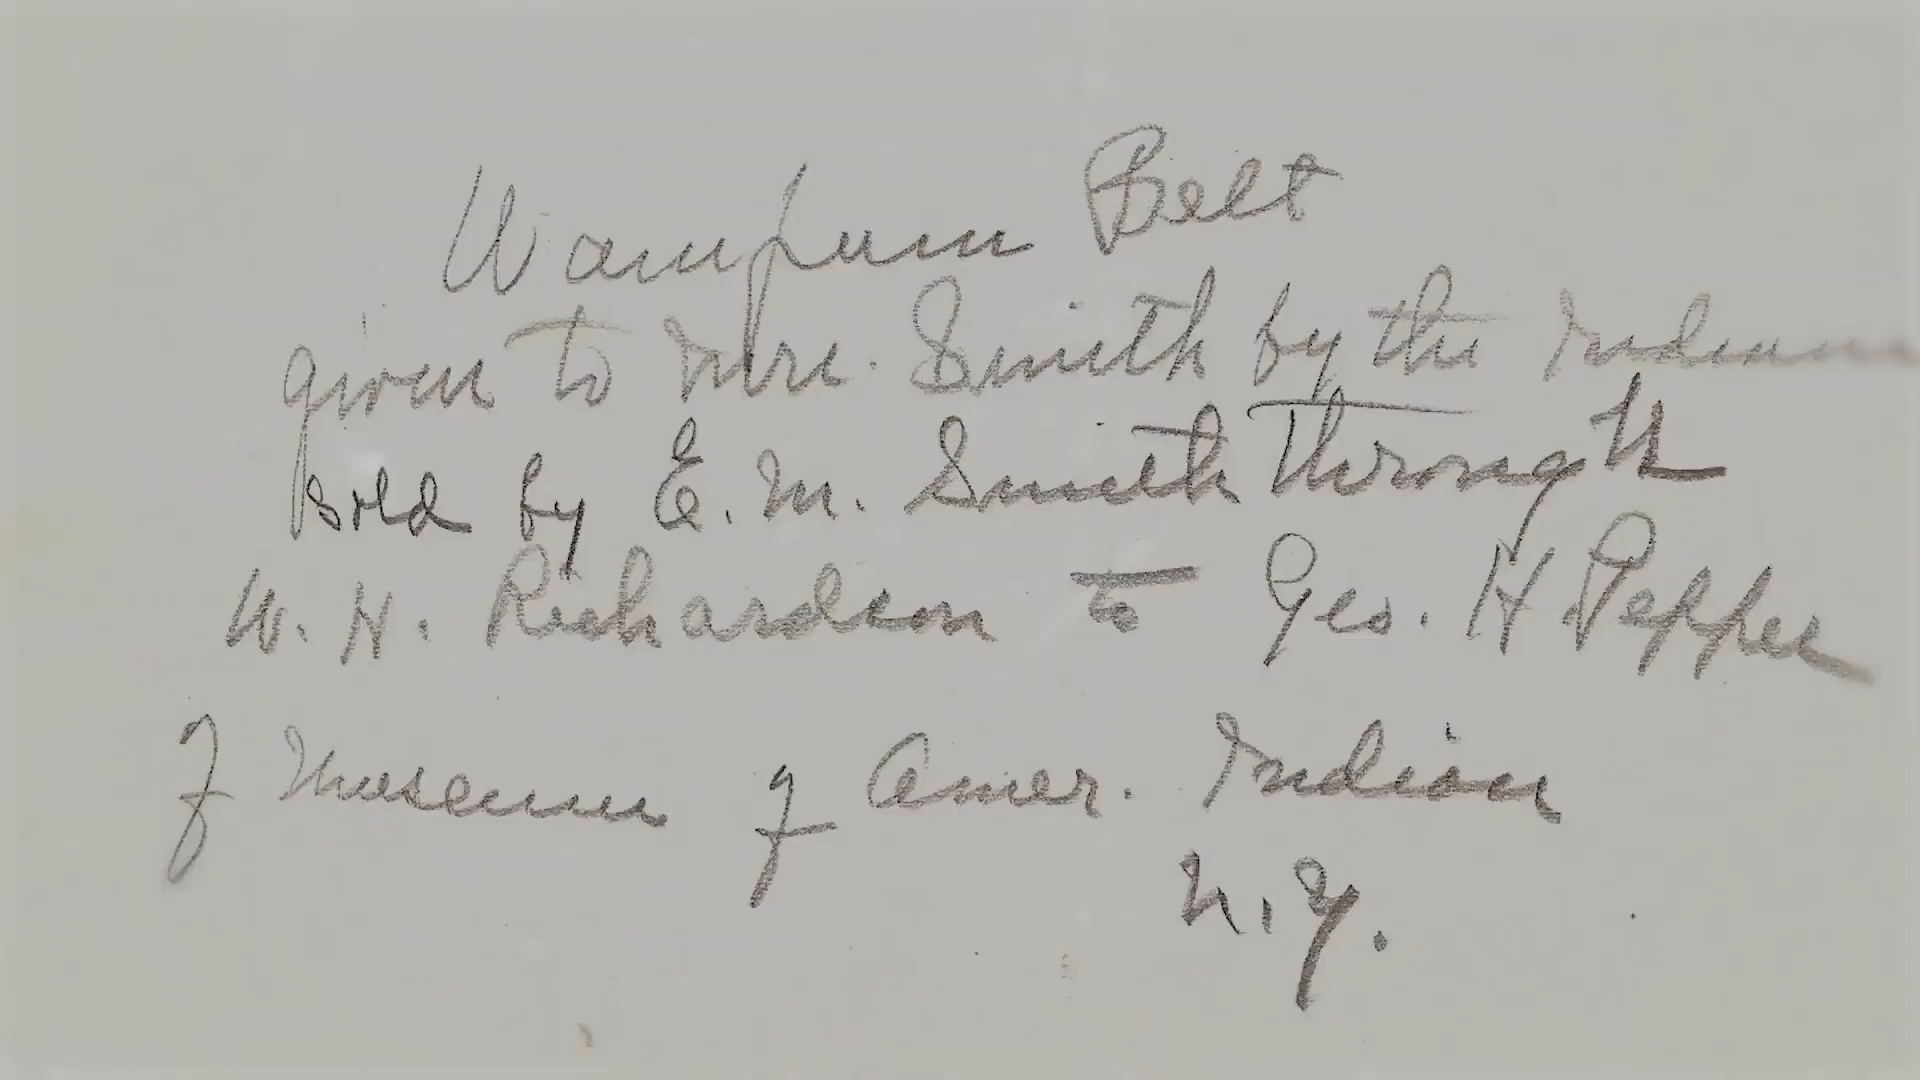 Wampum Belt
given to Mrs. Smith by the Indians
sold by E. M. Smith through
W. H. Richardson to Geo. H Pepper
of Museum of Amer. Indian
N.Y.